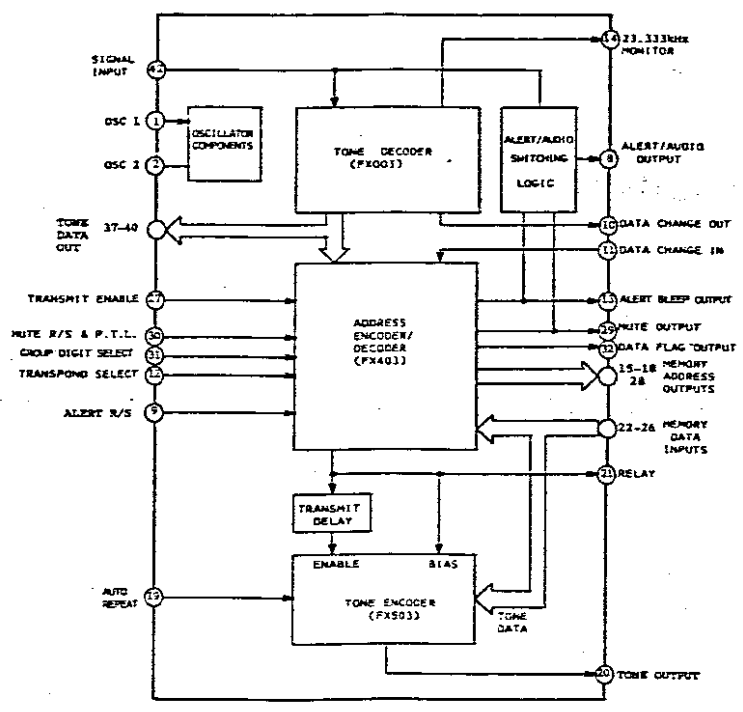 SIGNAL
INPUT
42
14
23.333kHz
MONITOR
OSC 1
1
OSCILLATOR
COMPONENTS
OSC 2
2
TONE DECODER
ALERT/AUDIO
SWITCHING
LOGIC
8
ALERT/AUDIO
OUTPUT
TONE
DATA
OUT
37-40
10
DATA CHANGE OUT
11
DATA CHANGE IN
TRANSMIT ENABLE
27
MUTE R/S & P.T.L.
30
GROUP DIGIT SELECT
31
TRANSPOND SELECT
12
ALERT R/S
9
ADDRESS
ENCODER/
DECODER
(FX403)
13
ALERT BLEEP OUTPUT
29
MUTE OUTPUT
32
DATA FLAG OUTPUT
15-18
28
MEMORY
ADDRESS
OUTPUTS
22-26
MEMORY
DATA
INPUTS
21
RELAY
TRANSMIT
DELAY
ENABLE
BIAS
AUTO
REPEAT
19
TONE ENCODER
(FX503)
TONE
DATA
20
TONE OUTPUT